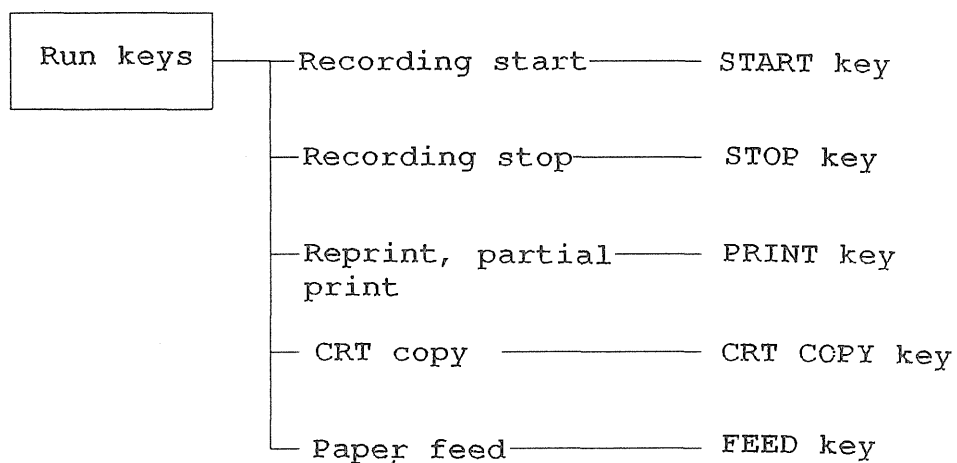 Run keys
Recording start START key
Recording stop STOP key
Reprint, partial PRINT key
print
CRT copy CRT COPY key
Paper feed FEED key